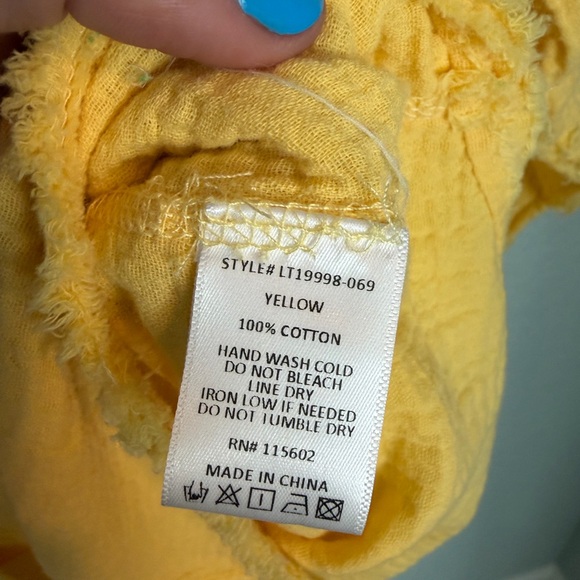 STYLE# LT19998-069
YELLOW
100% COTTON
HAND WASH COLD
DO NOT BLEACH
LINE DRY
IRON LOW IF NEEDED
DO NOT TUMBLE DRY
RN# 115602
MADE IN CHINA